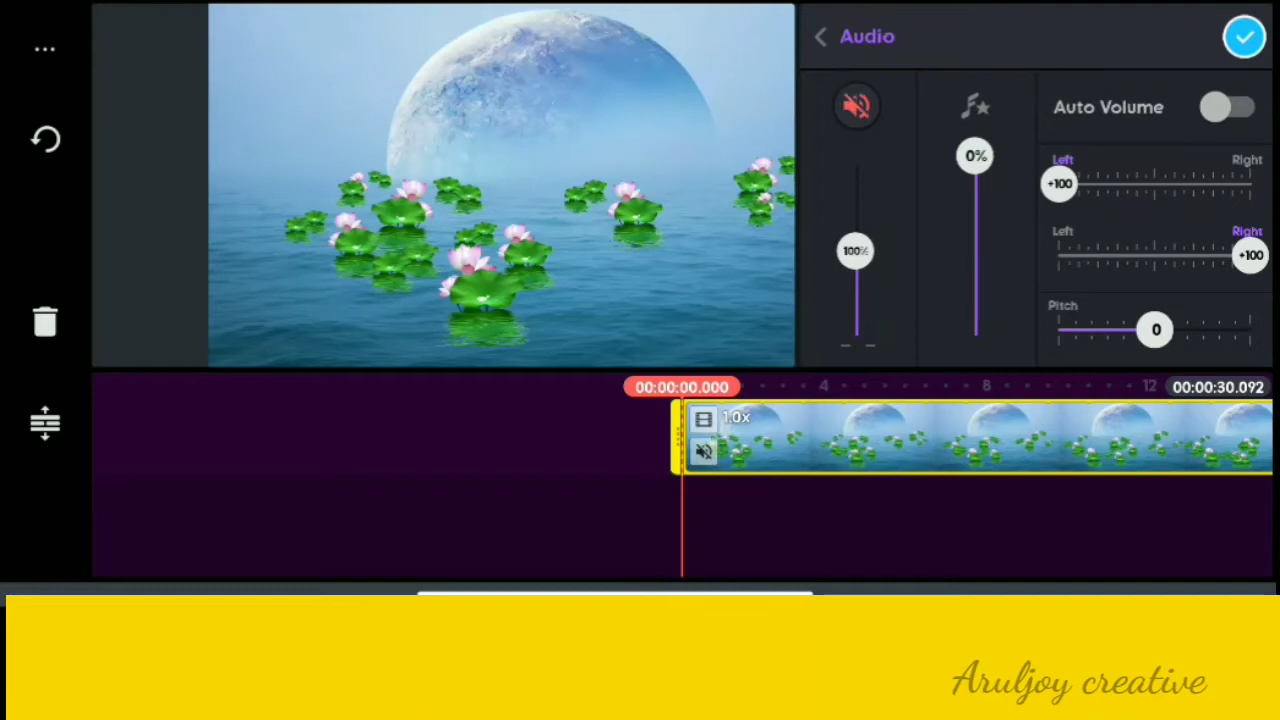 Audio
0%
Auto Volume
Left
Right
+100
100%
Left
Right
+100
Pitch
0
00:00:00.000
4
8
12
00:00:30.092
1.0x
Aruljoy creative